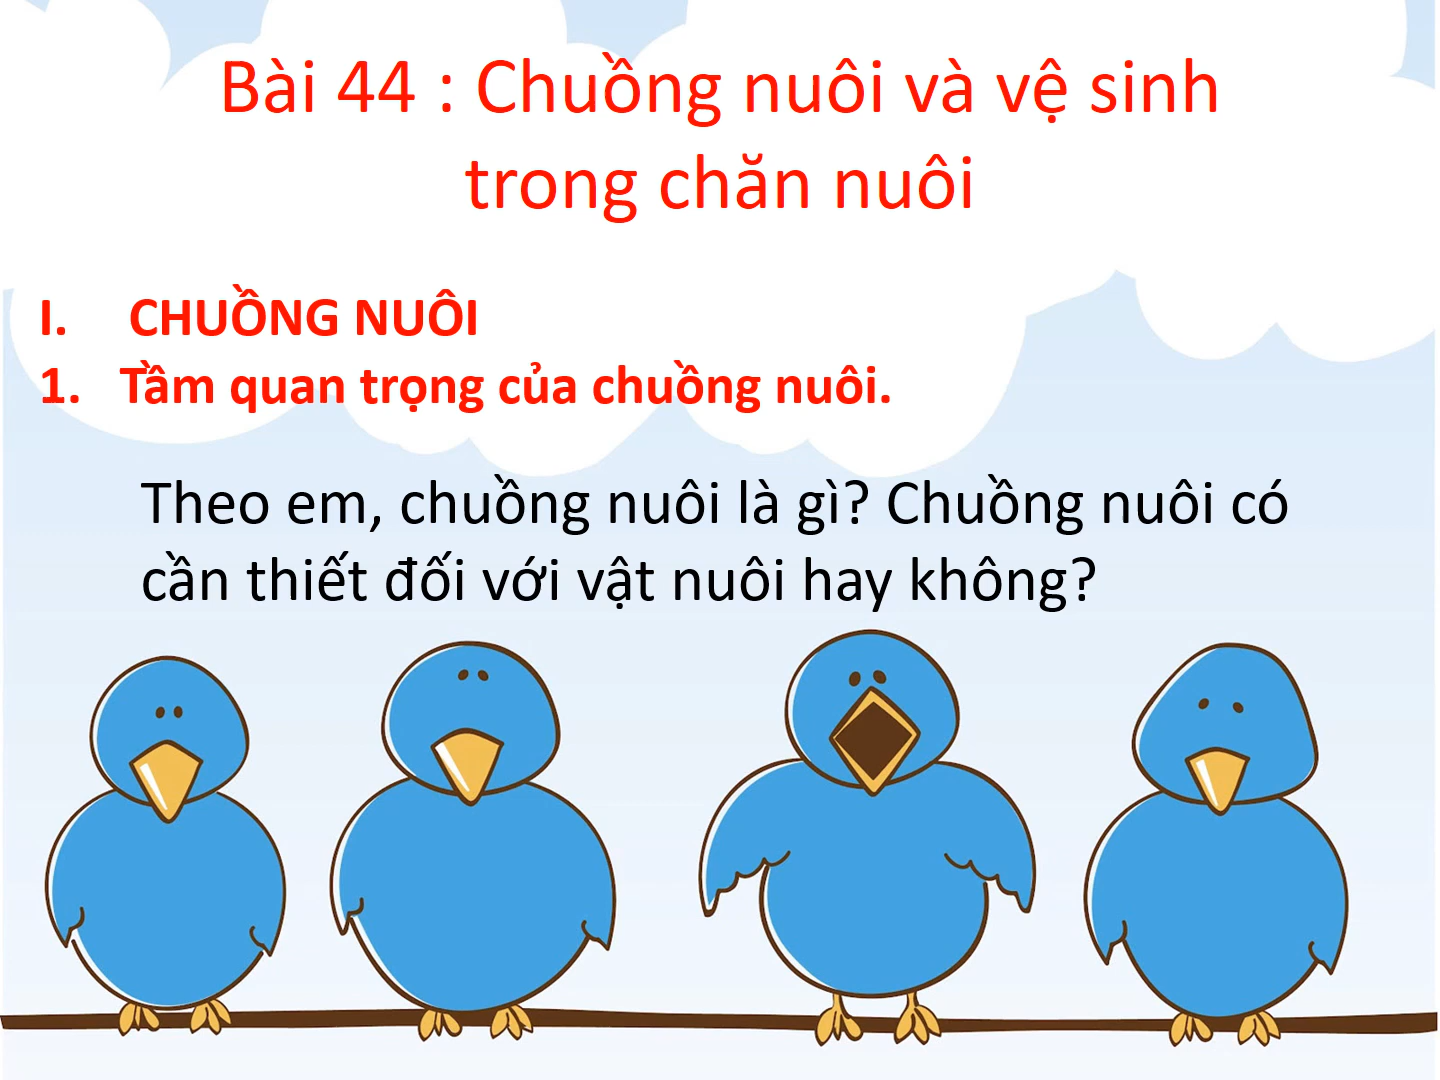 Bài 44 : Chuồng nuôi và vệ sinh
trong chăn nuôi
I. CHUỒNG NUÔI
1. Tầm quan trọng của chuồng nuôi.
Theo em, chuồng nuôi là gì? Chuồng nuôi có
cần thiết đối với vật nuôi hay không?